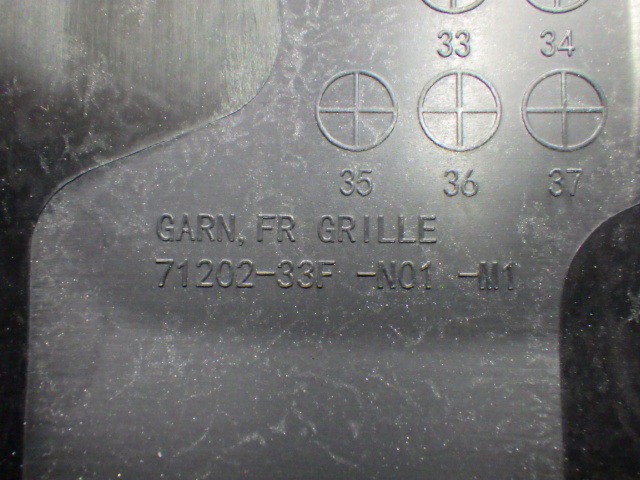 33 34
35 36 37
GARN, FR GRILLE
71202-33F -N01 -M1